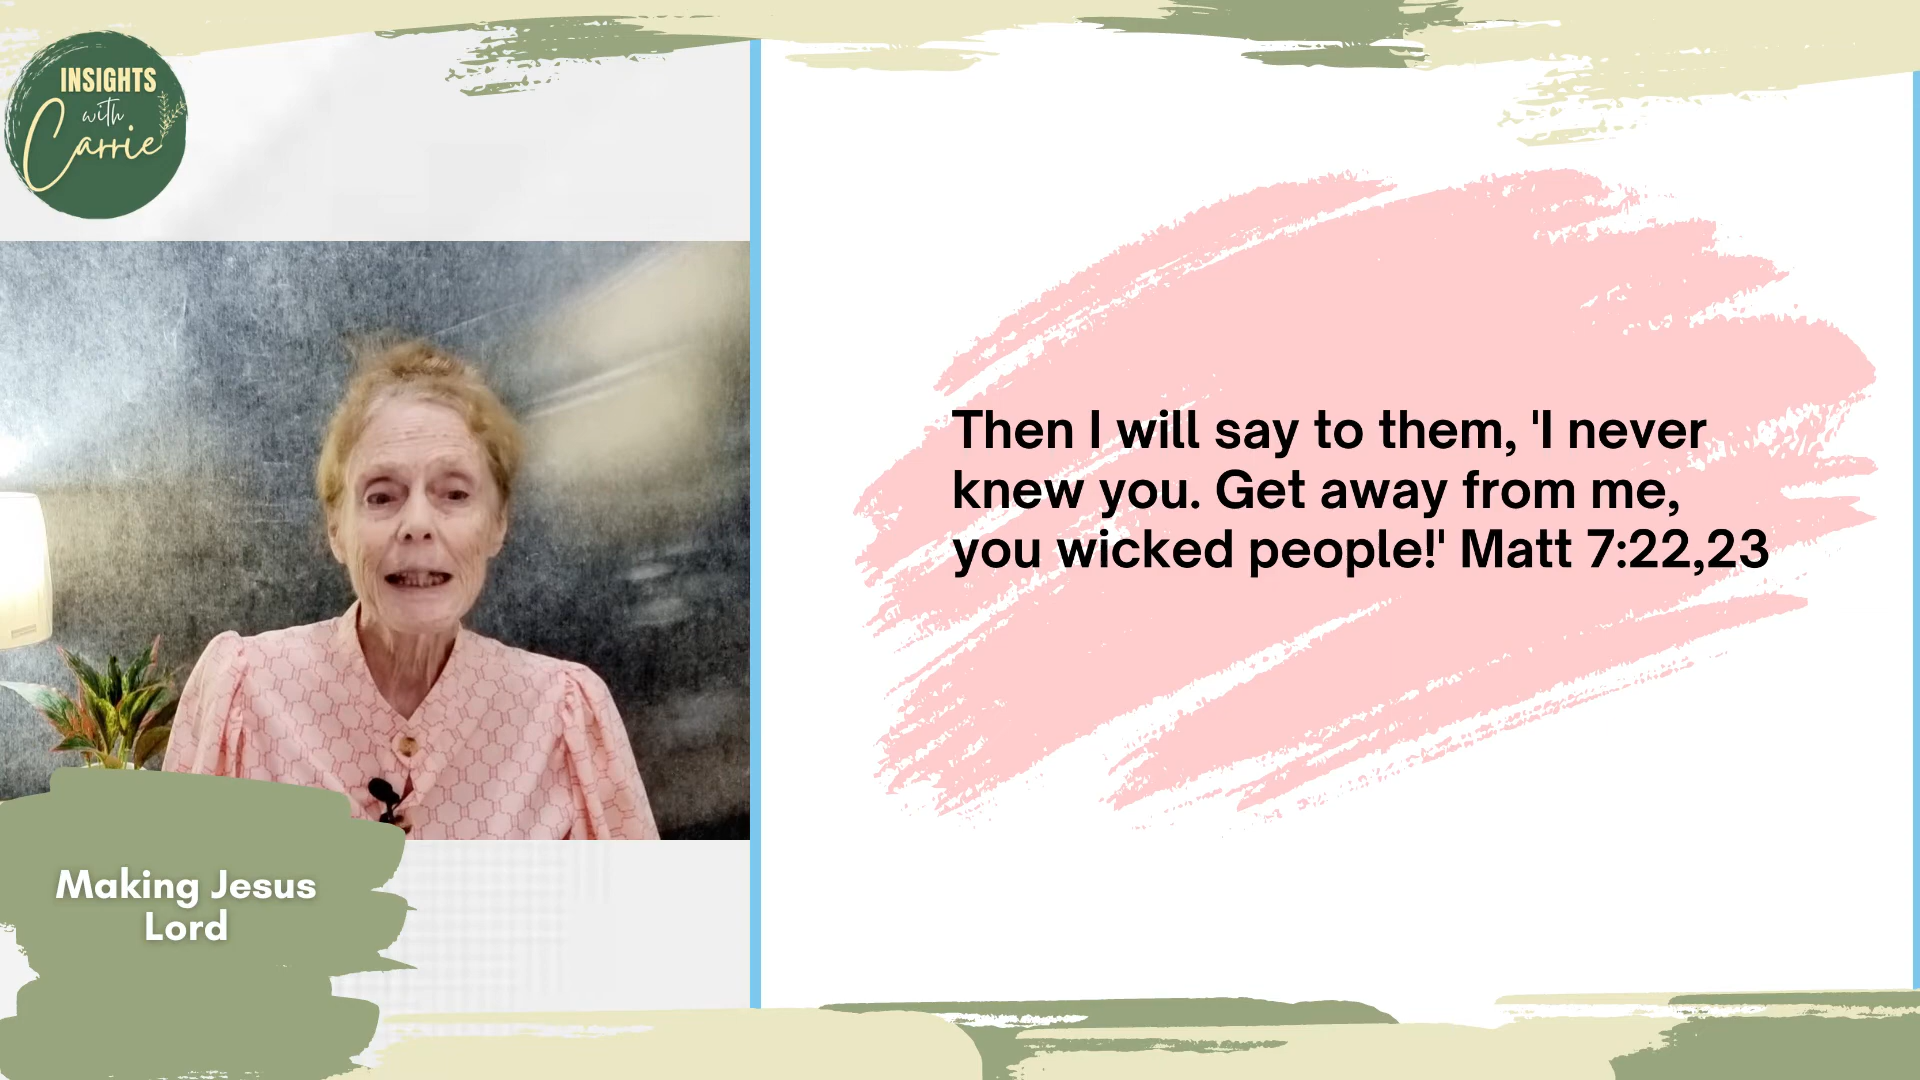 INSIGHTS
with
Carrie
Then I will say to them, 'I never
knew you. Get away from me,
you wicked people!' Matt 7:22,23
Making Jesus
Lord